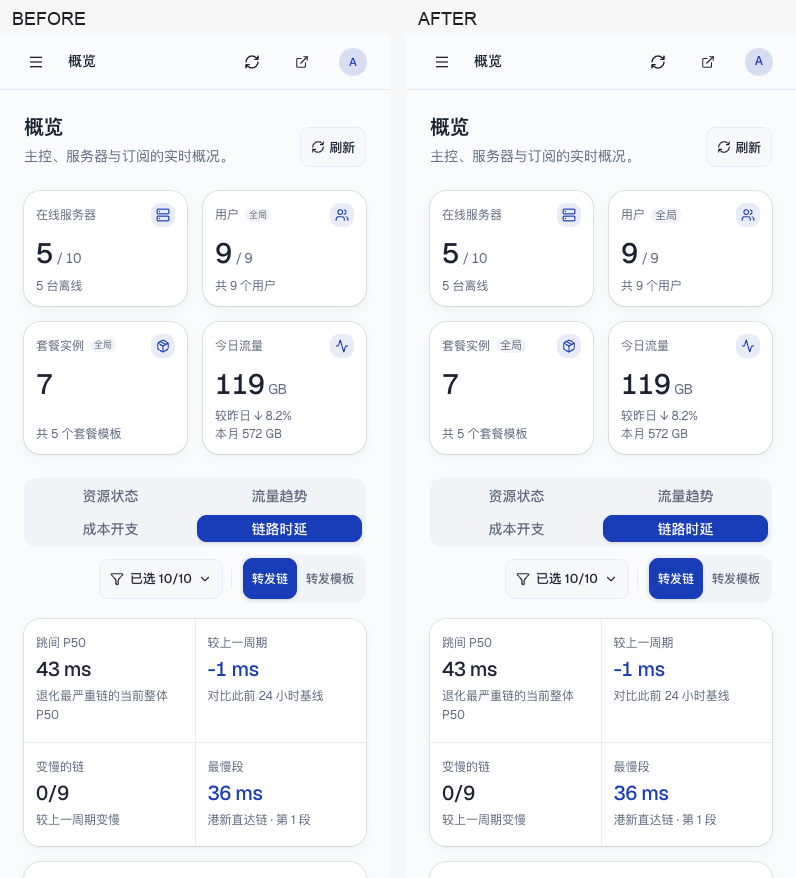 BEFORE
概览
A
概览
主控、服务器与订阅的实时概况。
刷新
在线服务器
5 / 10
5 台离线
用户 全局
9 / 9
共 9 个用户
套餐实例 全局
7
共 5 个套餐模板
今日流量
119 GB
较昨日 ↓ 8.2%
本月 572 GB
资源状态
流量趋势
成本开支
链路时延
已选 10/10
转发链
转发模板
跳间 P50
43 ms
退化最严重链的当前整体
P50
较上一周期
-1 ms
对比此前 24 小时基线
变慢的链
0/9
较上一周期变慢
最慢段
36 ms
港新直达链 · 第 1 段
AFTER
概览
A
概览
主控、服务器与订阅的实时概况。
刷新
在线服务器
5 / 10
5 台离线
用户 全局
9 / 9
共 9 个用户
套餐实例 全局
7
共 5 个套餐模板
今日流量
119 GB
较昨日 ↓ 8.2%
本月 572 GB
资源状态
流量趋势
成本开支
链路时延
已选 10/10
转发链
转发模板
跳间 P50
43 ms
退化最严重链的当前整体
P50
较上一周期
-1 ms
对比此前 24 小时基线
变慢的链
0/9
较上一周期变慢
最慢段
36 ms
港新直达链 · 第 1 段